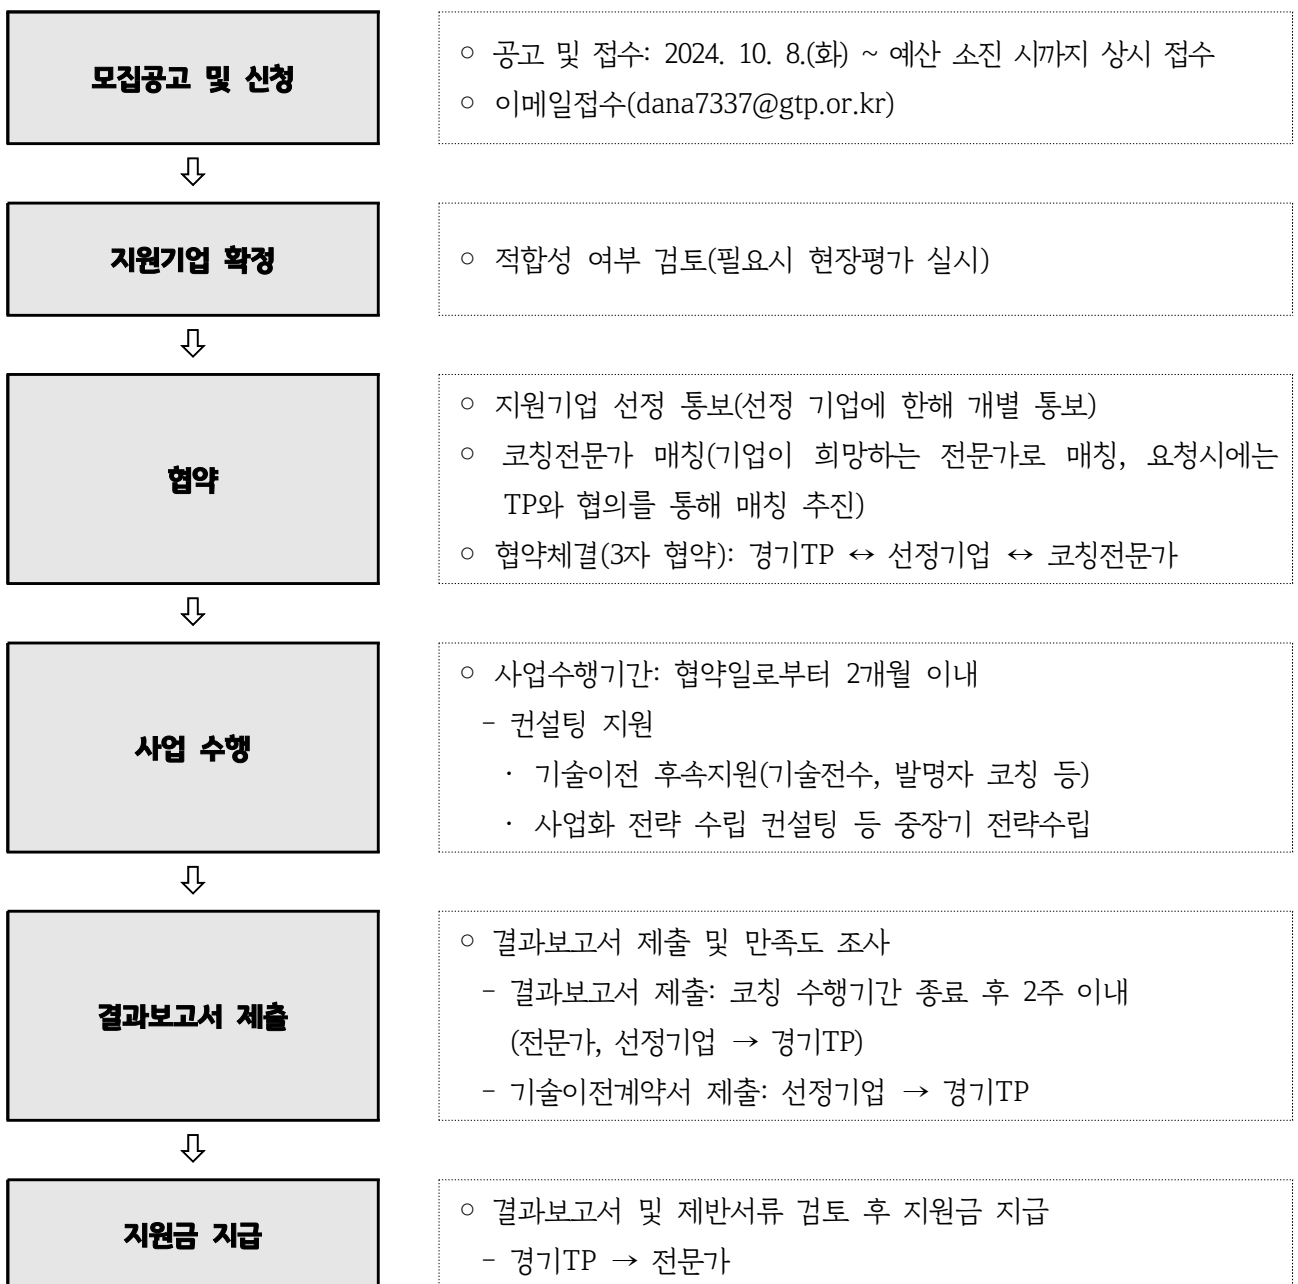 모집공고 및 신청
○ 공고 및 접수: 2024. 10. 8.(화) ~ 예산 소진 시까지 상시 접수
○ 이메일접수(dana7337@gtp.or.kr)
⇩
지원기업 확정
○ 적합성 여부 검토(필요시 현장평가 실시)
⇩
협약
○ 지원기업 선정 통보(선정 기업에 한해 개별 통보)
○ 코칭전문가 매칭(기업이 희망하는 전문가로 매칭, 요청시에는
TP와 협의를 통해 매칭 추진)
○ 협약체결(3자 협약): 경기TP ↔ 선정기업 ↔ 코칭전문가
⇩
사업 수행
○ 사업수행기간: 협약일로부터 2개월 이내
- 컨설팅 지원
· 기술이전 후속지원(기술전수, 발명자 코칭 등)
· 사업화 전략 수립 컨설팅 등 중장기 전략수립
⇩
결과보고서 제출
○ 결과보고서 제출 및 만족도 조사
- 결과보고서 제출: 코칭 수행기간 종료 후 2주 이내
(전문가, 선정기업 → 경기TP)
- 기술이전계약서 제출: 선정기업 → 경기TP
⇩
지원금 지급
○ 결과보고서 및 제반서류 검토 후 지원금 지급
- 경기TP → 전문가